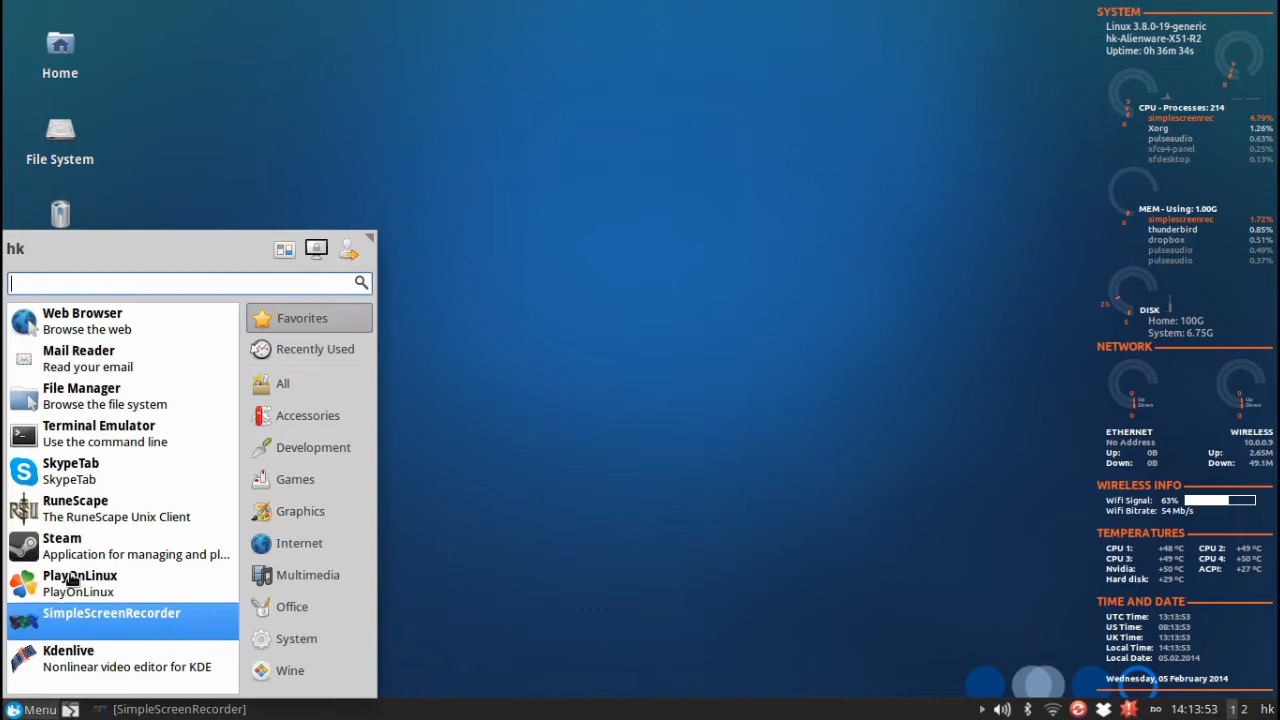 Home
File System
hk
Web Browser
Browse the web
Mail Reader
Read your email
File Manager
Browse the file system
Terminal Emulator
Use the command line
SkypeTab
SkypeTab
RuneScape
The RuneScape Unix Client
Steam
Application for managing and pl...
PlayOnLinux
PlayOnLinux
SimpleScreenRecorder
Kdenlive
Nonlinear video editor for KDE
Favorites
Recently Used
All
Accessories
Development
Games
Graphics
Internet
Multimedia
Office
System
Wine
SYSTEM
Linux 3.8.0-19-generic
hk-Alienware-X51-R2
Uptime: 0h 36m 34s
CPU - Processes: 214
simplescreenrec 4.79%
Xorg 1.26%
pulseaudio 0.63%
xfce4-panel 0.25%
xfdesktop 0.13%
MEM - Using: 1.00G
simplescreenrec 1.72%
thunderbird 0.85%
dropbox 0.51%
pulseaudio 0.49%
pulseaudio 0.37%
DISK
Home: 100G
System: 6.75G
NETWORK
Up Up
Down Down
ETHERNET WIRELESS
No Address 10.0.0.9
Up: 0B Up: 2.65M
Down: 0B Down: 49.1M
WIRELESS INFO
Wifi Signal: 63%
Wifi Bitrate: 54 Mb/s
TEMPERATURES
CPU 1: +48 ºC CPU 2: +49 ºC
CPU 3: +49 ºC CPU 4: +50 ºC
Nvidia: +50 ºC ACPI: +27 ºC
Hard disk: +29 ºC
TIME AND DATE
UTC Time: 13:13:53
US Time: 08:13:53
UK Time: 13:13:53
Local Time: 14:13:53
Local Date: 05.02.2014
Wednesday, 05 February 2014
Menu [SimpleScreenRecorder] no 14:13:53 1 2 hk